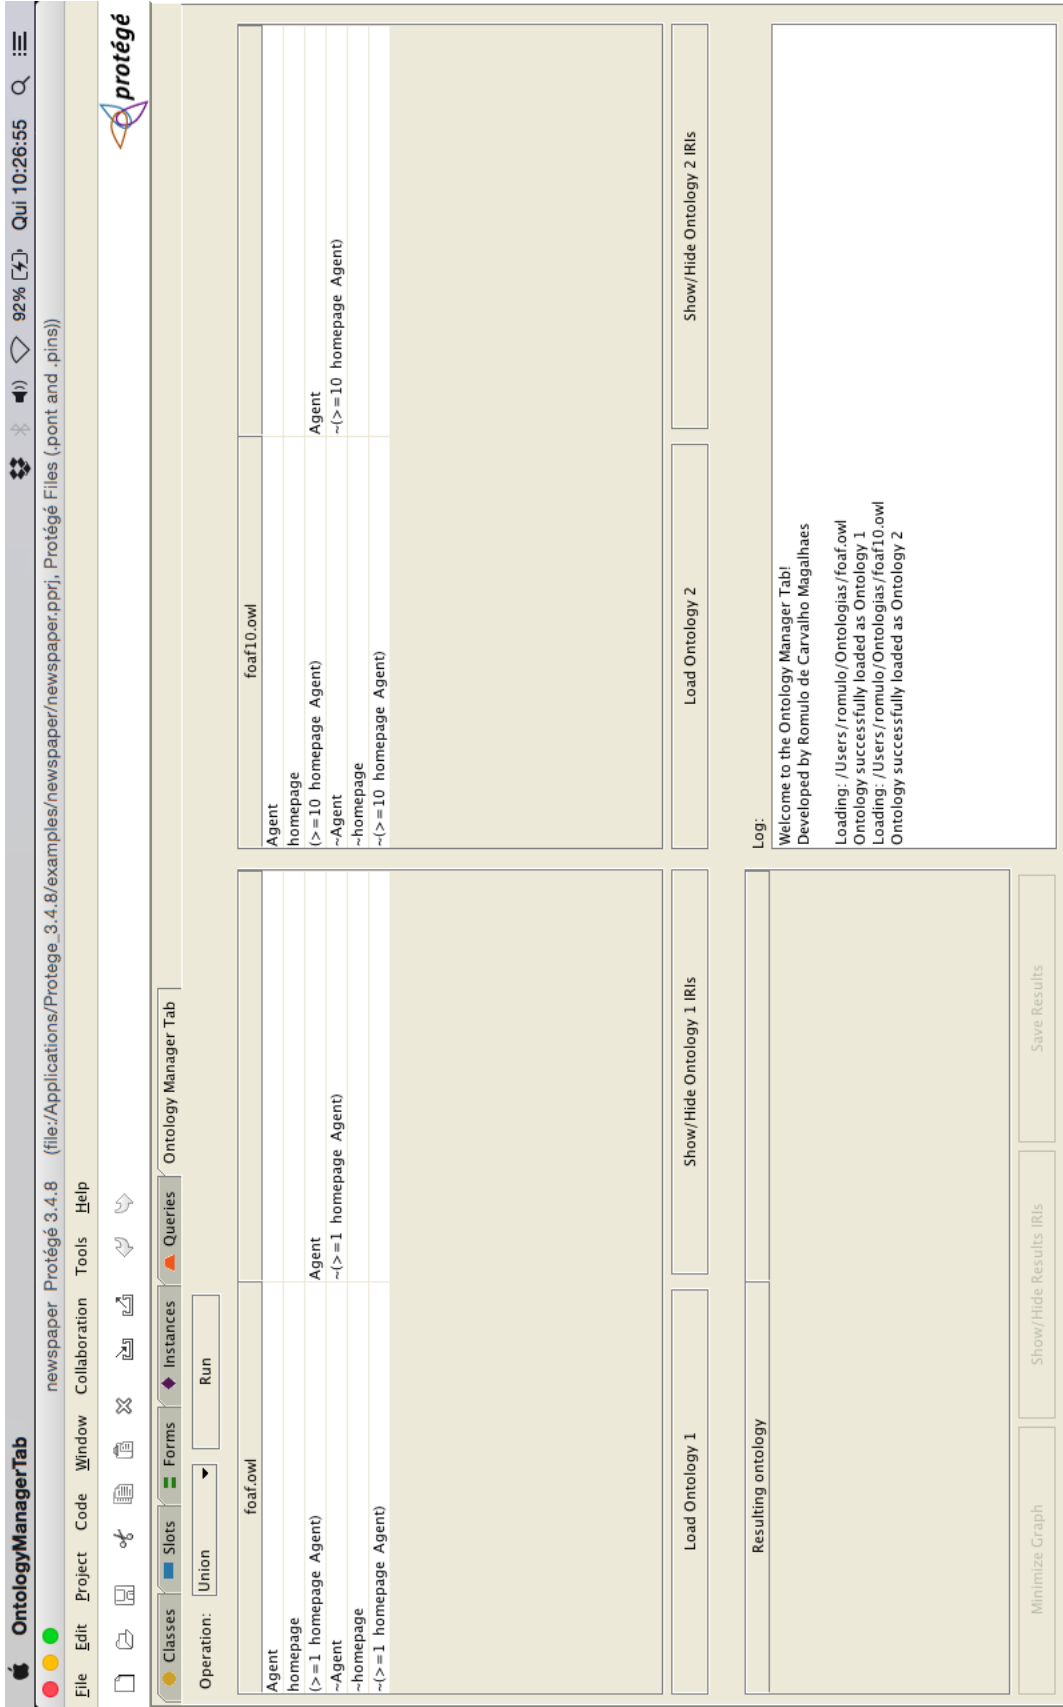 OntologyManagerTab 92% Qui 10:26:55
newspaper Protégé 3.4.8 (file:/Applications/Protege_3.4.8/examples/newspaper/newspaper.pprj, Protégé Files (.pont and .pins))
File Edit Project Code Window Collaboration Tools Help
protégé
Classes Slots Forms Instances Queries Ontology Manager Tab
Operation: Union Run
foaf.owl
Agent
homepage
(>=1 homepage Agent) Agent
~Agent ~(>=1 homepage Agent)
~homepage
~(>=1 homepage Agent)
Load Ontology 1 Show/Hide Ontology 1 IRIs
foaf10.owl
Agent
homepage
(>=10 homepage Agent) Agent
~Agent ~(>=10 homepage Agent)
~homepage
~(>=10 homepage Agent)
Load Ontology 2 Show/Hide Ontology 2 IRIs
Resulting ontology
Minimize Graph Show/Hide Results IRIs Save Results
Log:
Welcome to the Ontology Manager Tab!
Developed by Romulo de Carvalho Magalhaes
Loading: /Users/romulo/Ontologias/foaf.owl
Ontology successfully loaded as Ontology 1
Loading: /Users/romulo/Ontologias/foaf10.owl
Ontology successfully loaded as Ontology 2